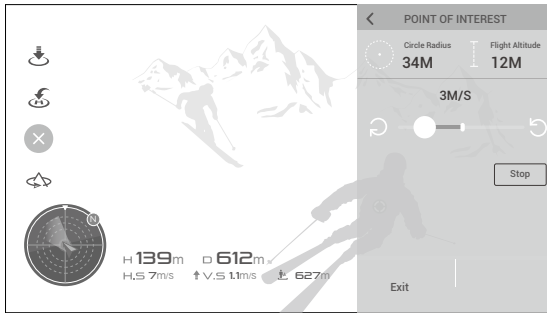 POINT OF INTEREST
Circle Radius
34M
Flight Altitude
12M
3M/S
Stop
N
H 139m D 612m
H.S 7m/s V.S 1.1m/s 627m
Exit